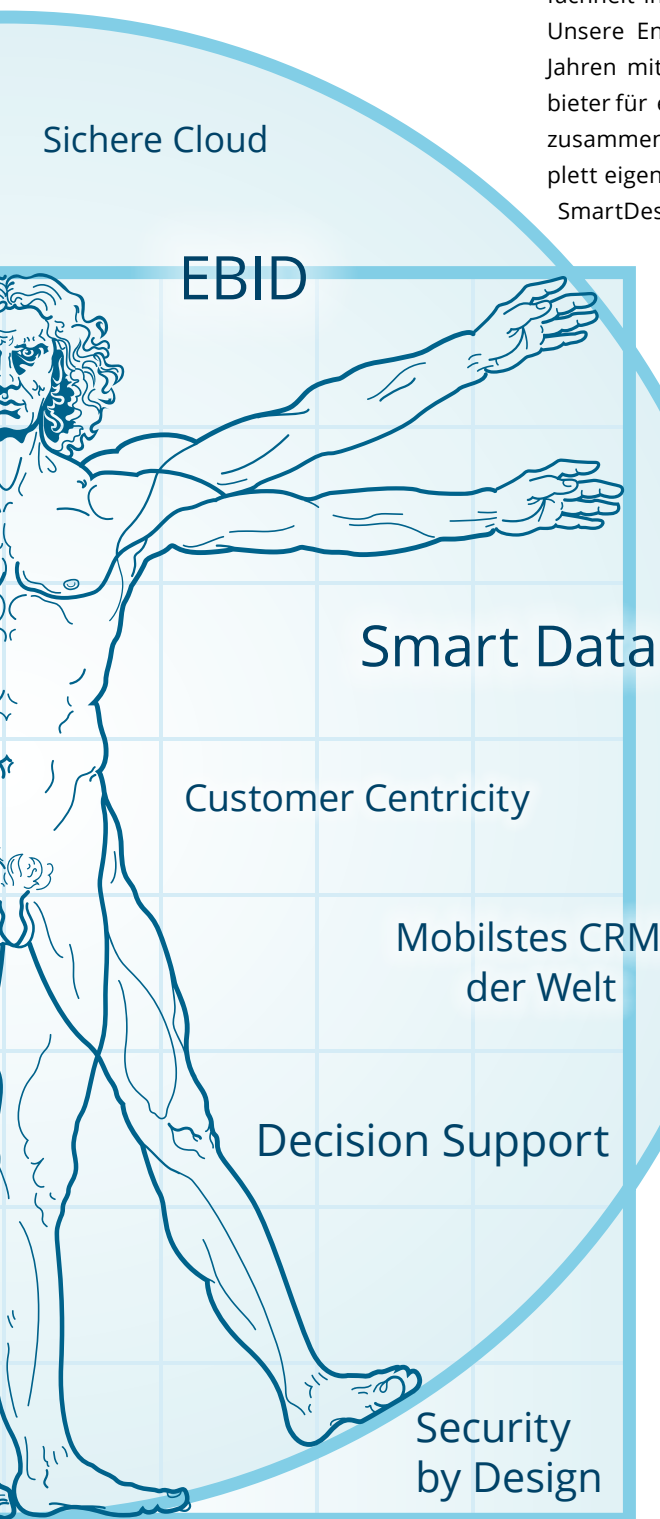 Unsere
Jahren mit
bieter für
zusammen
plett eigen
SmartDes
Sichere Cloud
EBID
Smart Data
Customer Centricity
Mobilstes CRM
der Welt
Decision Support
Security
by Design